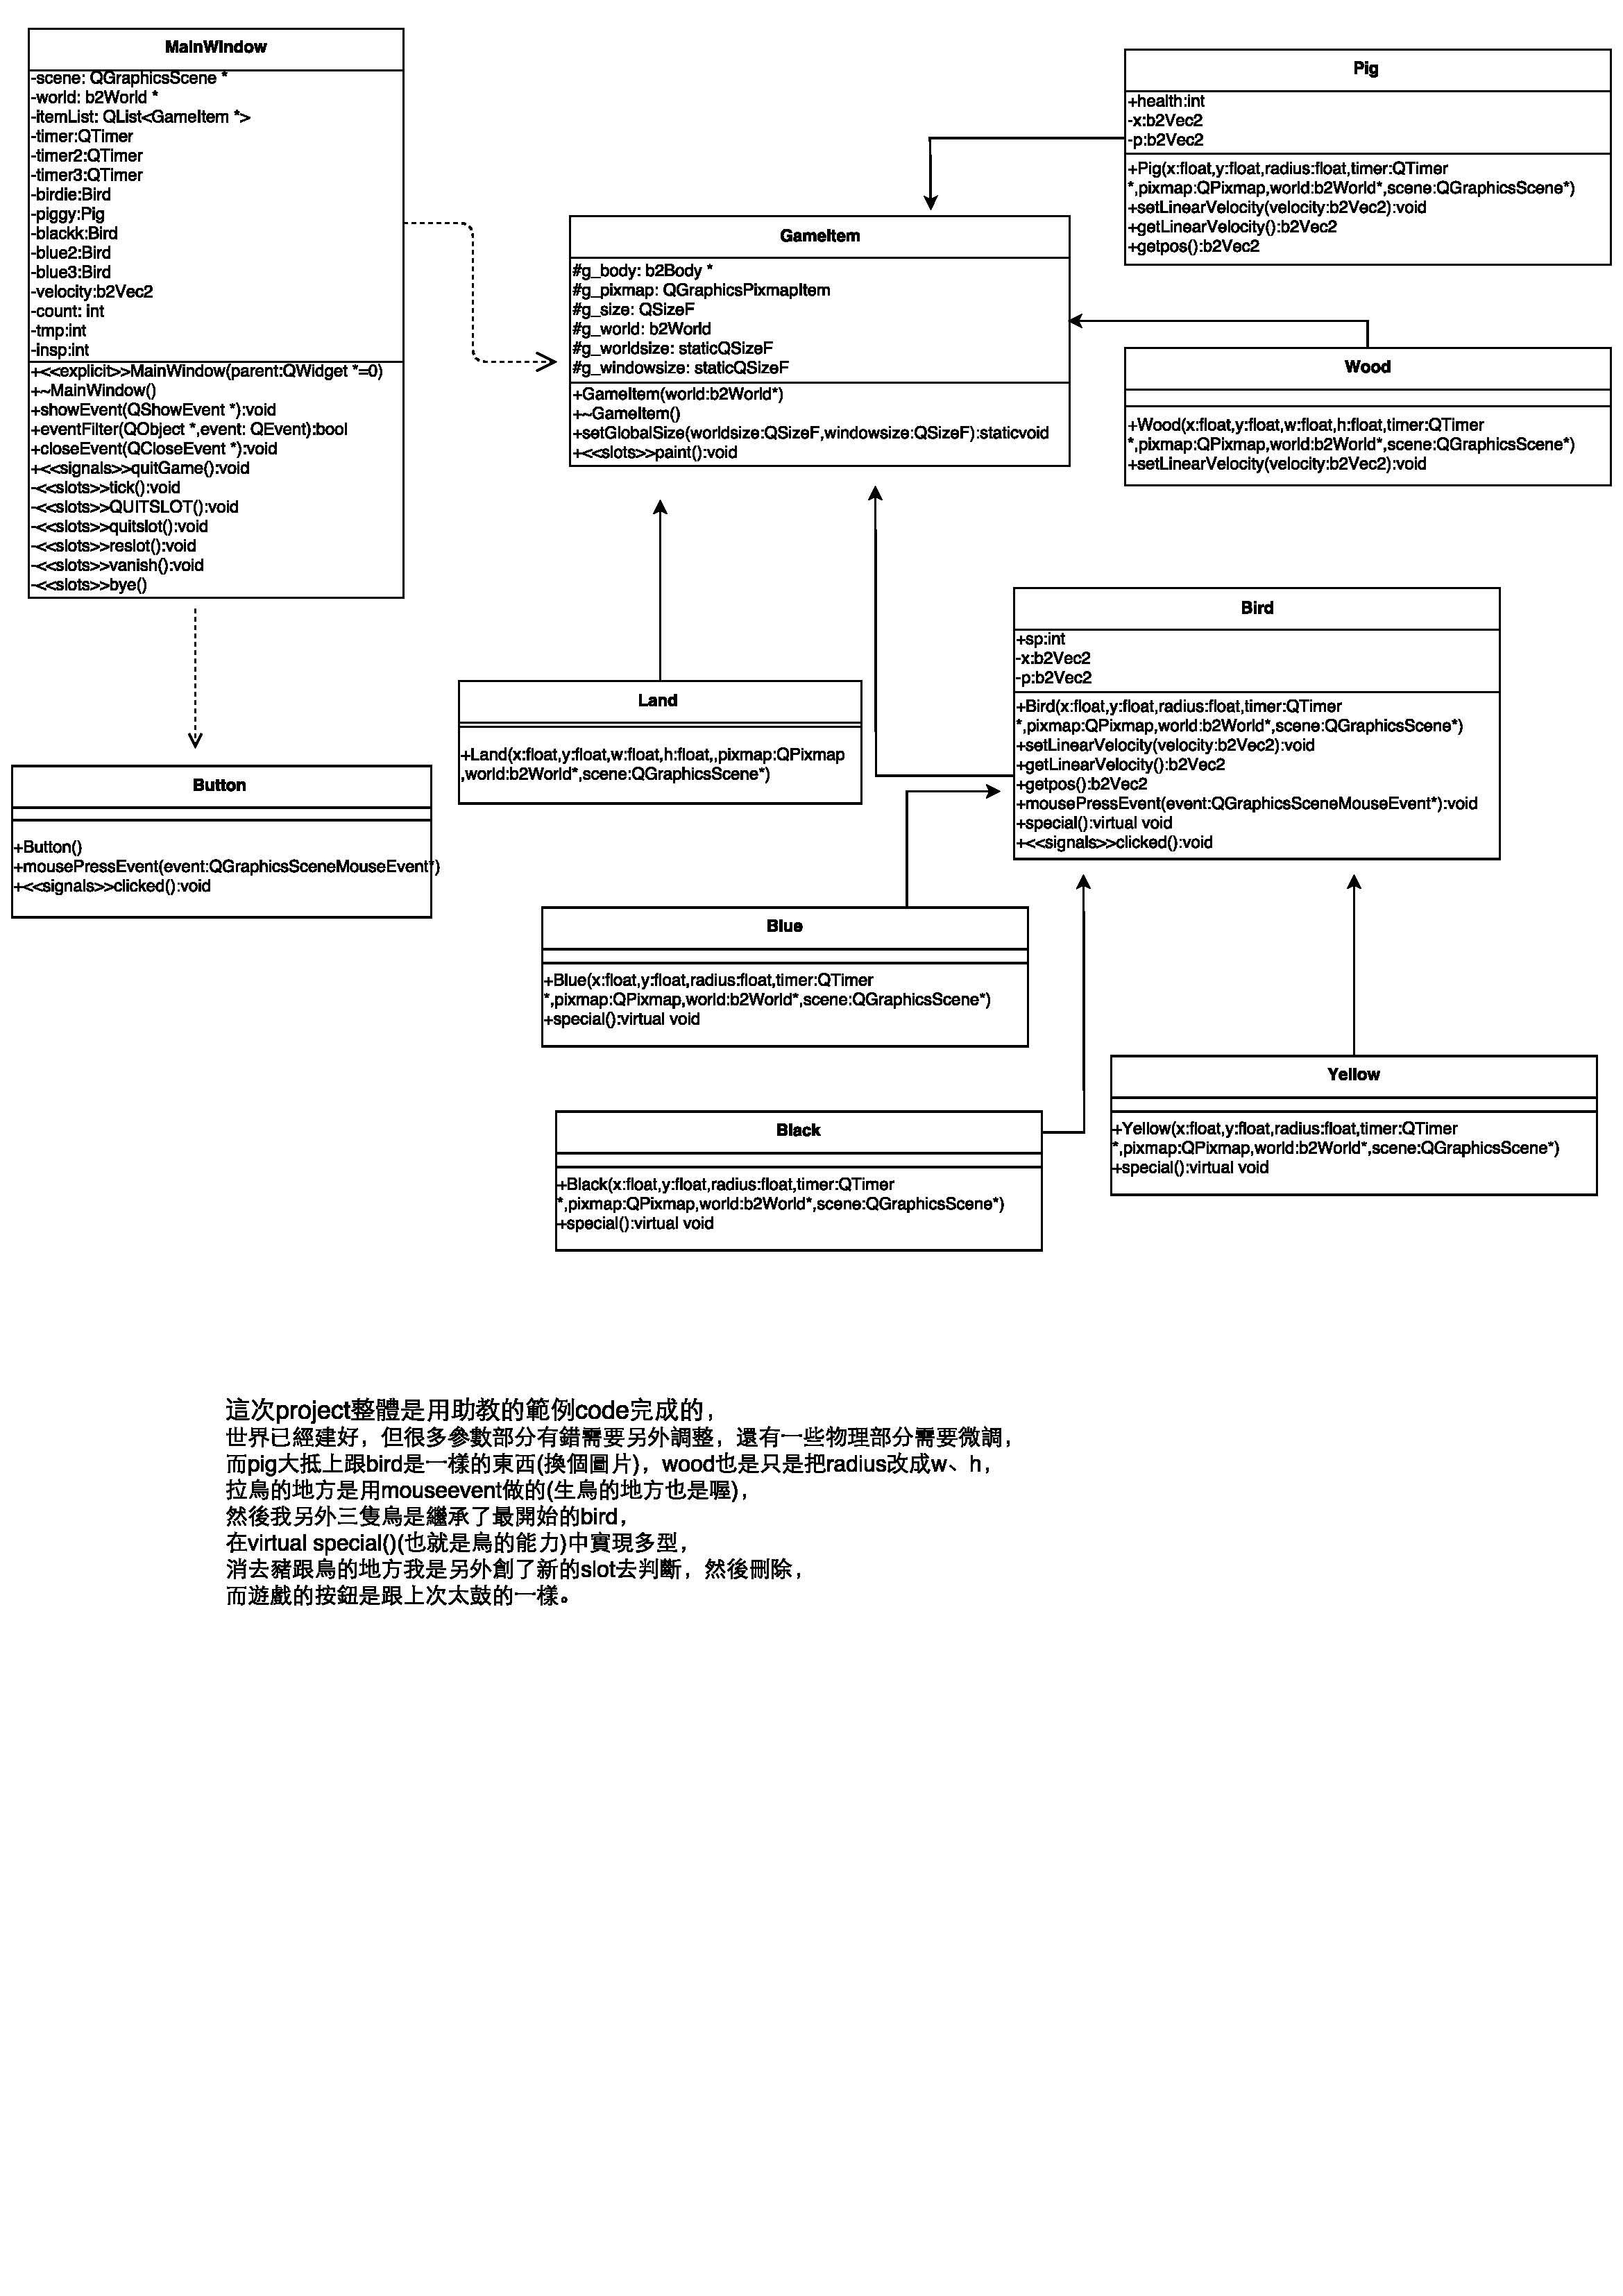 MainWindow
-scene: QGraphicsScene *
-world: b2World *
-itemList: QList<GameItem *>
-timer:QTimer
-timer2:QTimer
-timer3:QTimer
-birdie:Bird
-piggy:Pig
-blackk:Bird
-blue2:Bird
-blue3:Bird
-velocity:b2Vec2
-count: int
-tmp:int
-insp:int
+<<explicit>>MainWindow(parent:QWidget *=0)
+~MainWindow()
+showEvent(QShowEvent *):void
+eventFilter(QObject *,event: QEvent):bool
+closeEvent(QCloseEvent *):void
+<<signals>>quitGame():void
-<<slots>>tick():void
-<<slots>>QUITSLOT():void
-<<slots>>quitslot():void
-<<slots>>reslot():void
-<<slots>>vanish():void
-<<slots>>bye()
Pig
+health:int
-x:b2Vec2
-p:b2Vec2
+Pig(x:float,y:float,radius:float,timer:QTimer
*,pixmap:QPixmap,world:b2World*,scene:QGraphicsScene*)
+setLinearVelocity(velocity:b2Vec2):void
+getLinearVelocity():b2Vec2
+getpos():b2Vec2
GameItem
#g_body: b2Body *
#g_pixmap: QGraphicsPixmapItem
#g_size: QSizeF
#g_world: b2World
#g_worldsize: staticQSizeF
#g_windowsize: staticQSizeF
+GameItem(world:b2World*)
+~GameItem()
+setGlobalSize(worldsize:QSizeF,windowsize:QSizeF):staticvoid
+<<slots>>paint():void
Wood
+Wood(x:float,y:float,w:float,h:float,timer:QTimer
*,pixmap:QPixmap,world:b2World*,scene:QGraphicsScene*)
+setLinearVelocity(velocity:b2Vec2):void
Bird
+sp:int
-x:b2Vec2
-p:b2Vec2
+Bird(x:float,y:float,radius:float,timer:QTimer
*,pixmap:QPixmap,world:b2World*,scene:QGraphicsScene*)
+setLinearVelocity(velocity:b2Vec2):void
+getLinearVelocity():b2Vec2
+getpos():b2Vec2
+mousePressEvent(event:QGraphicsSceneMouseEvent*):void
+special():virtual void
+<<signals>>clicked():void
Land
+Land(x:float,y:float,w:float,h:float,,pixmap:QPixmap
,world:b2World*,scene:QGraphicsScene*)
Button
+Button()
+mousePressEvent(event:QGraphicsSceneMouseEvent*)
+<<signals>>clicked():void
Blue
+Blue(x:float,y:float,radius:float,timer:QTimer
*,pixmap:QPixmap,world:b2World*,scene:QGraphicsScene*)
+special():virtual void
Black
+Black(x:float,y:float,radius:float,timer:QTimer
*,pixmap:QPixmap,world:b2World*,scene:QGraphicsScene*)
+special():virtual void
Yellow
+Yellow(x:float,y:float,radius:float,timer:QTimer
*,pixmap:QPixmap,world:b2World*,scene:QGraphicsScene*)
+special():virtual void
這次project整體是用助教的範例code完成的，
世界已經建好，但很多參數部分有錯需要另外調整，還有一些物理部分需要微調，
而pig大抵上跟bird是一樣的東西(換個圖片)，wood也是只是把radius改成w、h，
拉鳥的地方是用mouseevent做的(生鳥的地方也是喔)，
然後我另外三隻鳥是繼承了最開始的bird，
在virtual special()(也就是鳥的能力)中實現多型，
消去豬跟鳥的地方我是另外創了新的slot去判斷，然後刪除，
而遊戲的按鈕是跟上次太鼓的一樣。